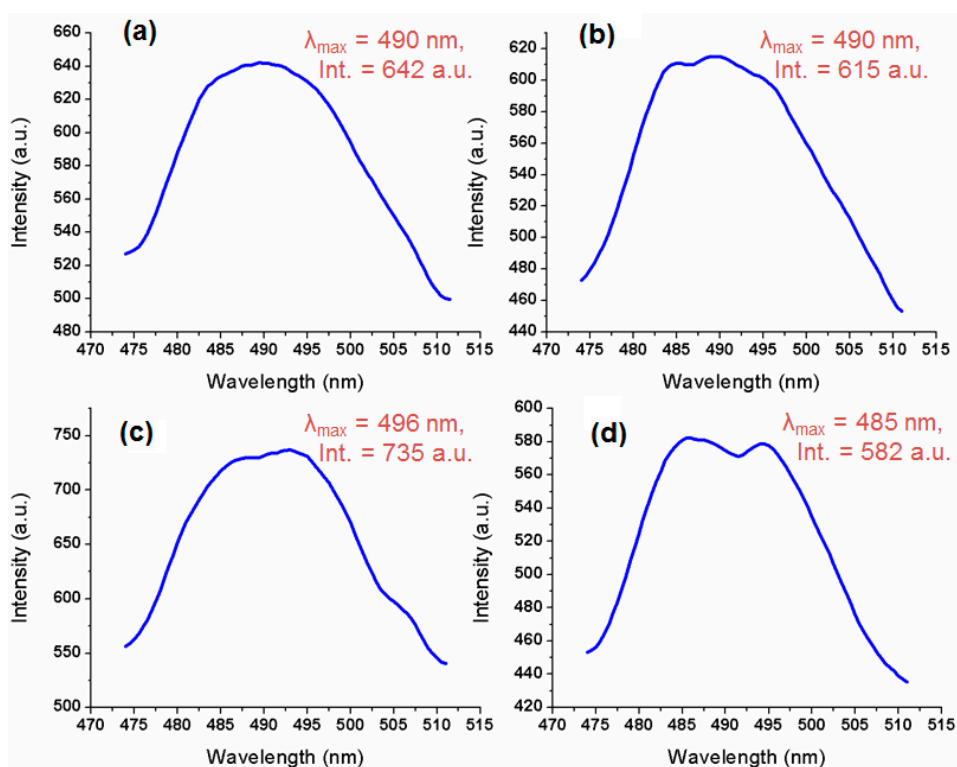 (a)
λmax = 490 nm,
Int. = 642 a.u.
Intensity (a.u.)
660
640
620
600
580
560
540
520
500
480
470 475 480 485 490 495 500 505 510 515
Wavelength (nm)
(b)
λmax = 490 nm,
Int. = 615 a.u.
Intensity (a.u.)
620
600
580
560
540
520
500
480
460
440
470 475 480 485 490 495 500 505 510 515
Wavelength (nm)
(c)
λmax = 496 nm,
Int. = 735 a.u.
Intensity (a.u.)
750
700
650
600
550
500
470 475 480 485 490 495 500 505 510 515
Wavelength (nm)
(d)
λmax = 485 nm,
Int. = 582 a.u.
Intensity (a.u.)
600
580
560
540
520
500
480
460
440
420
470 475 480 485 490 495 500 505 510 515
Wavelength (nm)